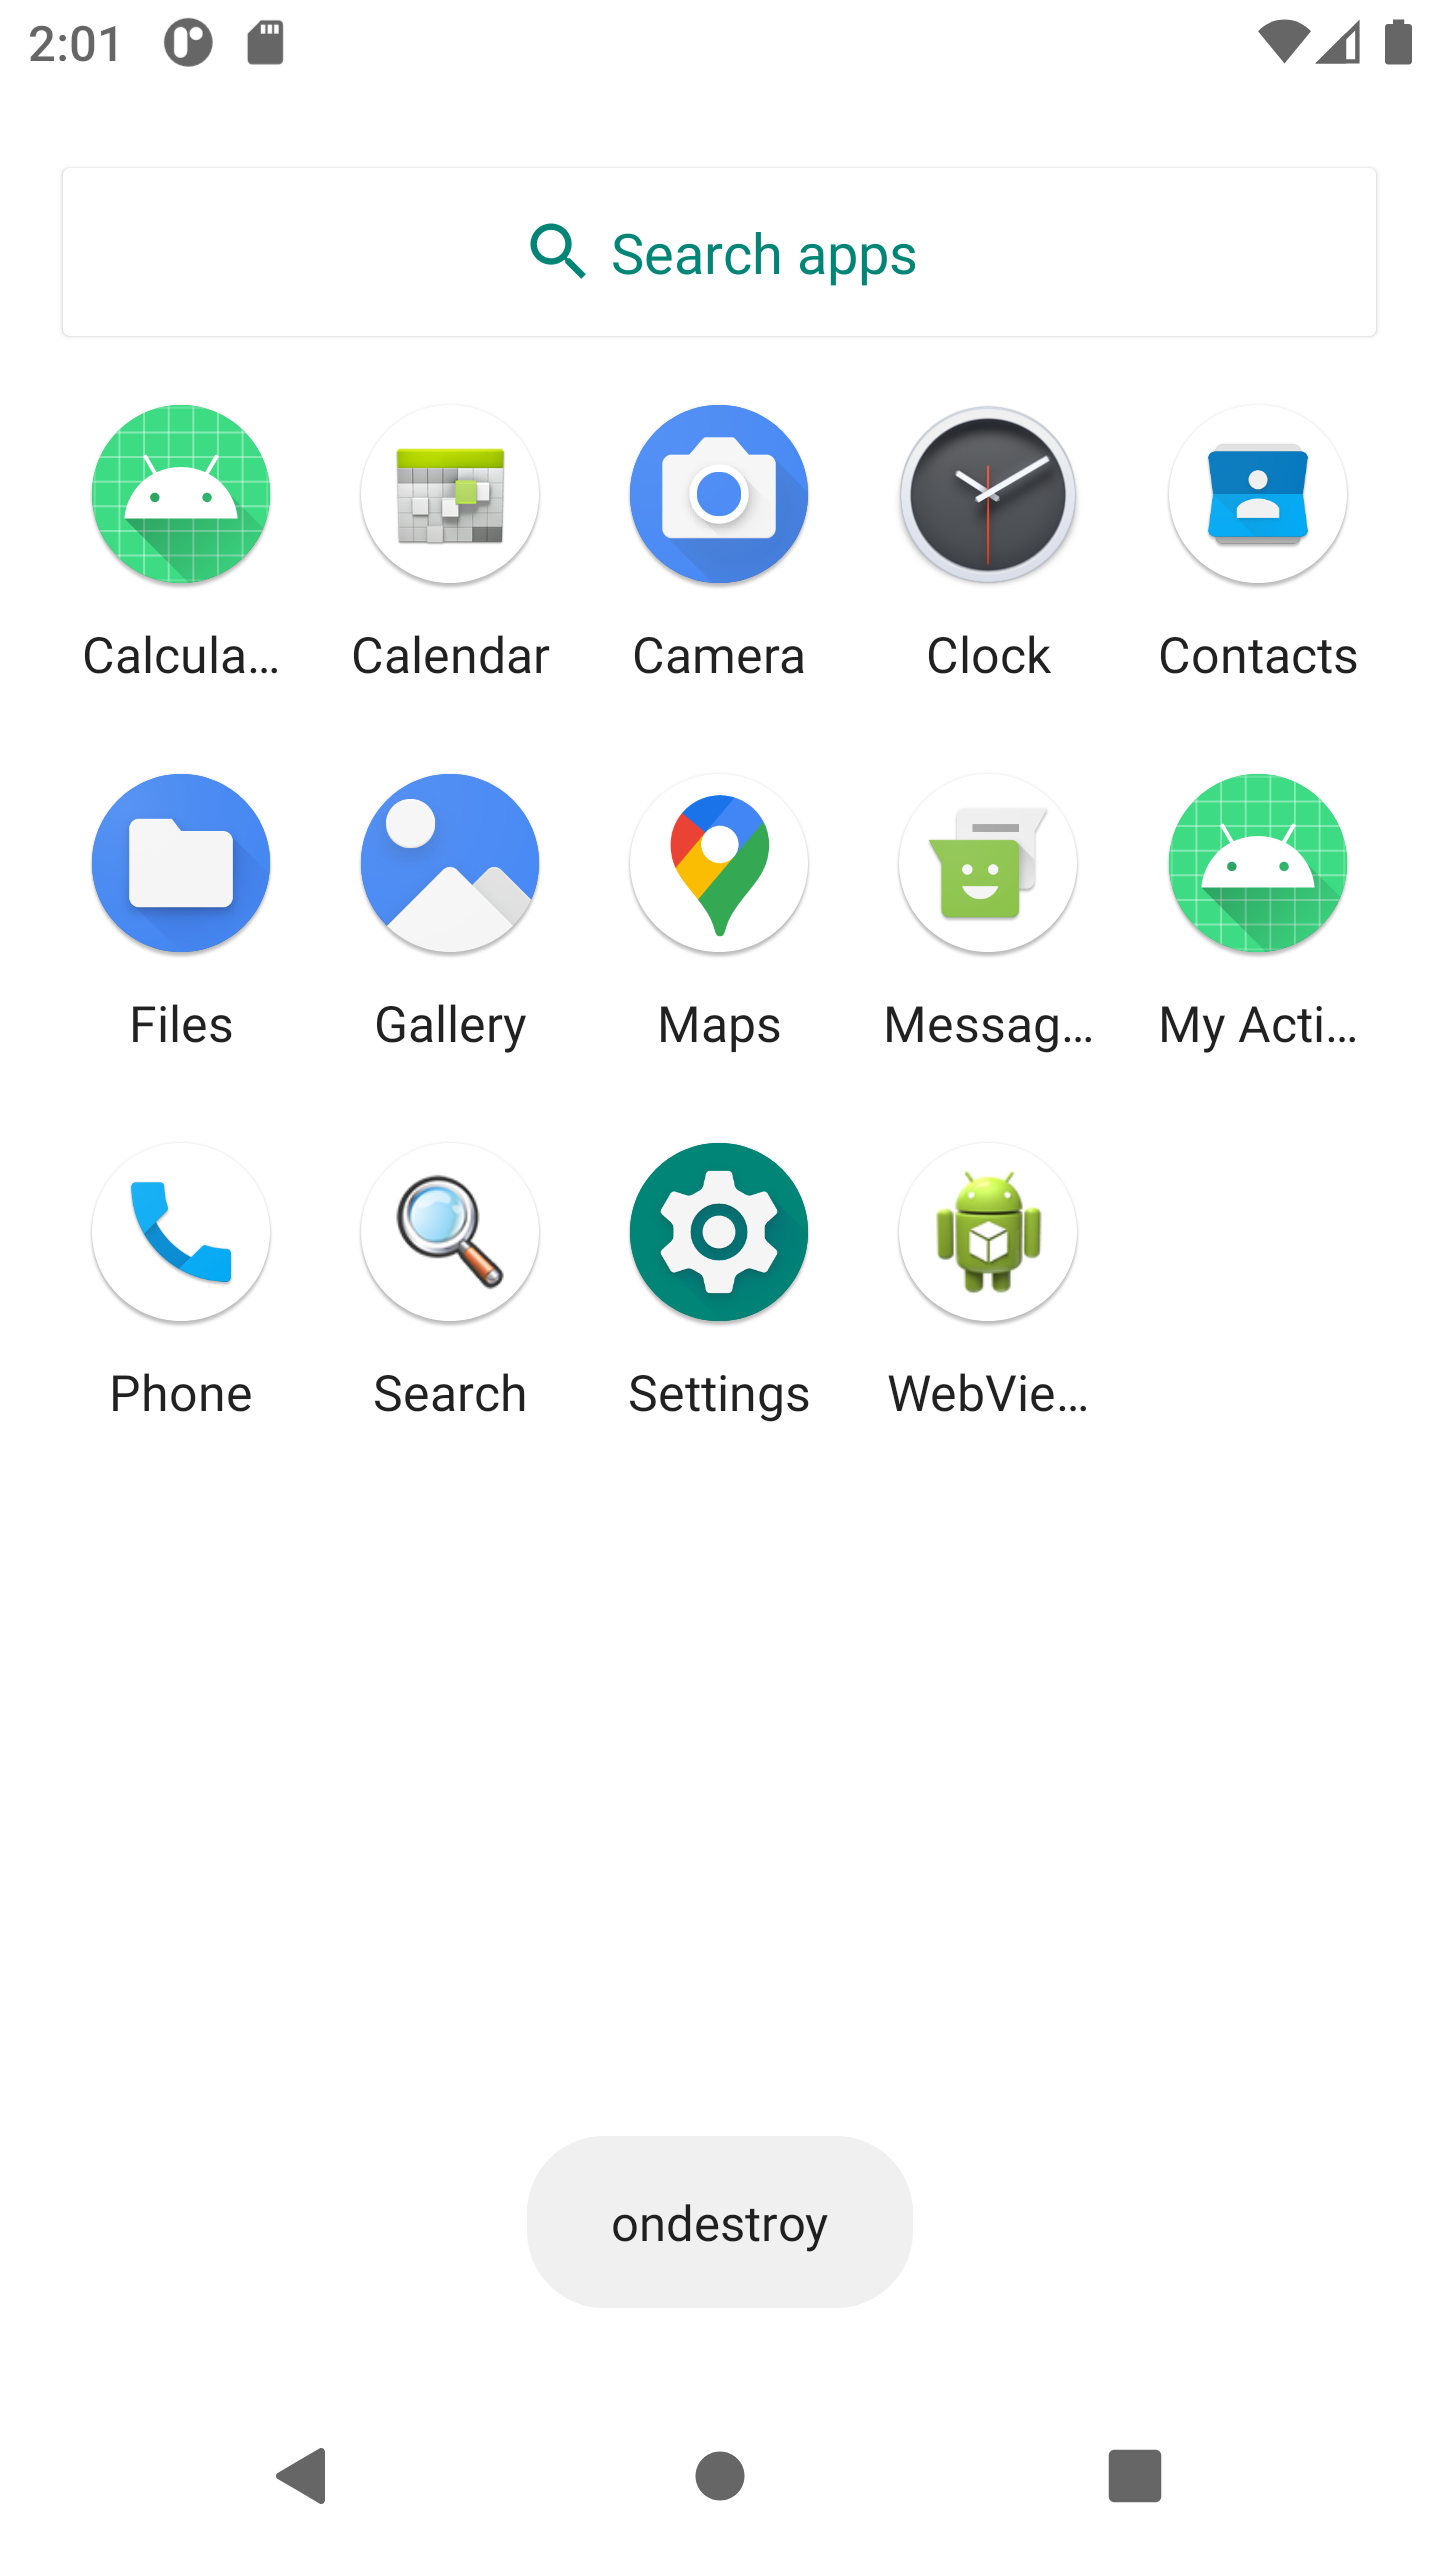 2:01
Search apps
Calcula...
Calendar
Camera
Clock
Contacts
Files
Gallery
Maps
Messag...
My Acti...
Phone
Search
Settings
WebVie...
ondestroy